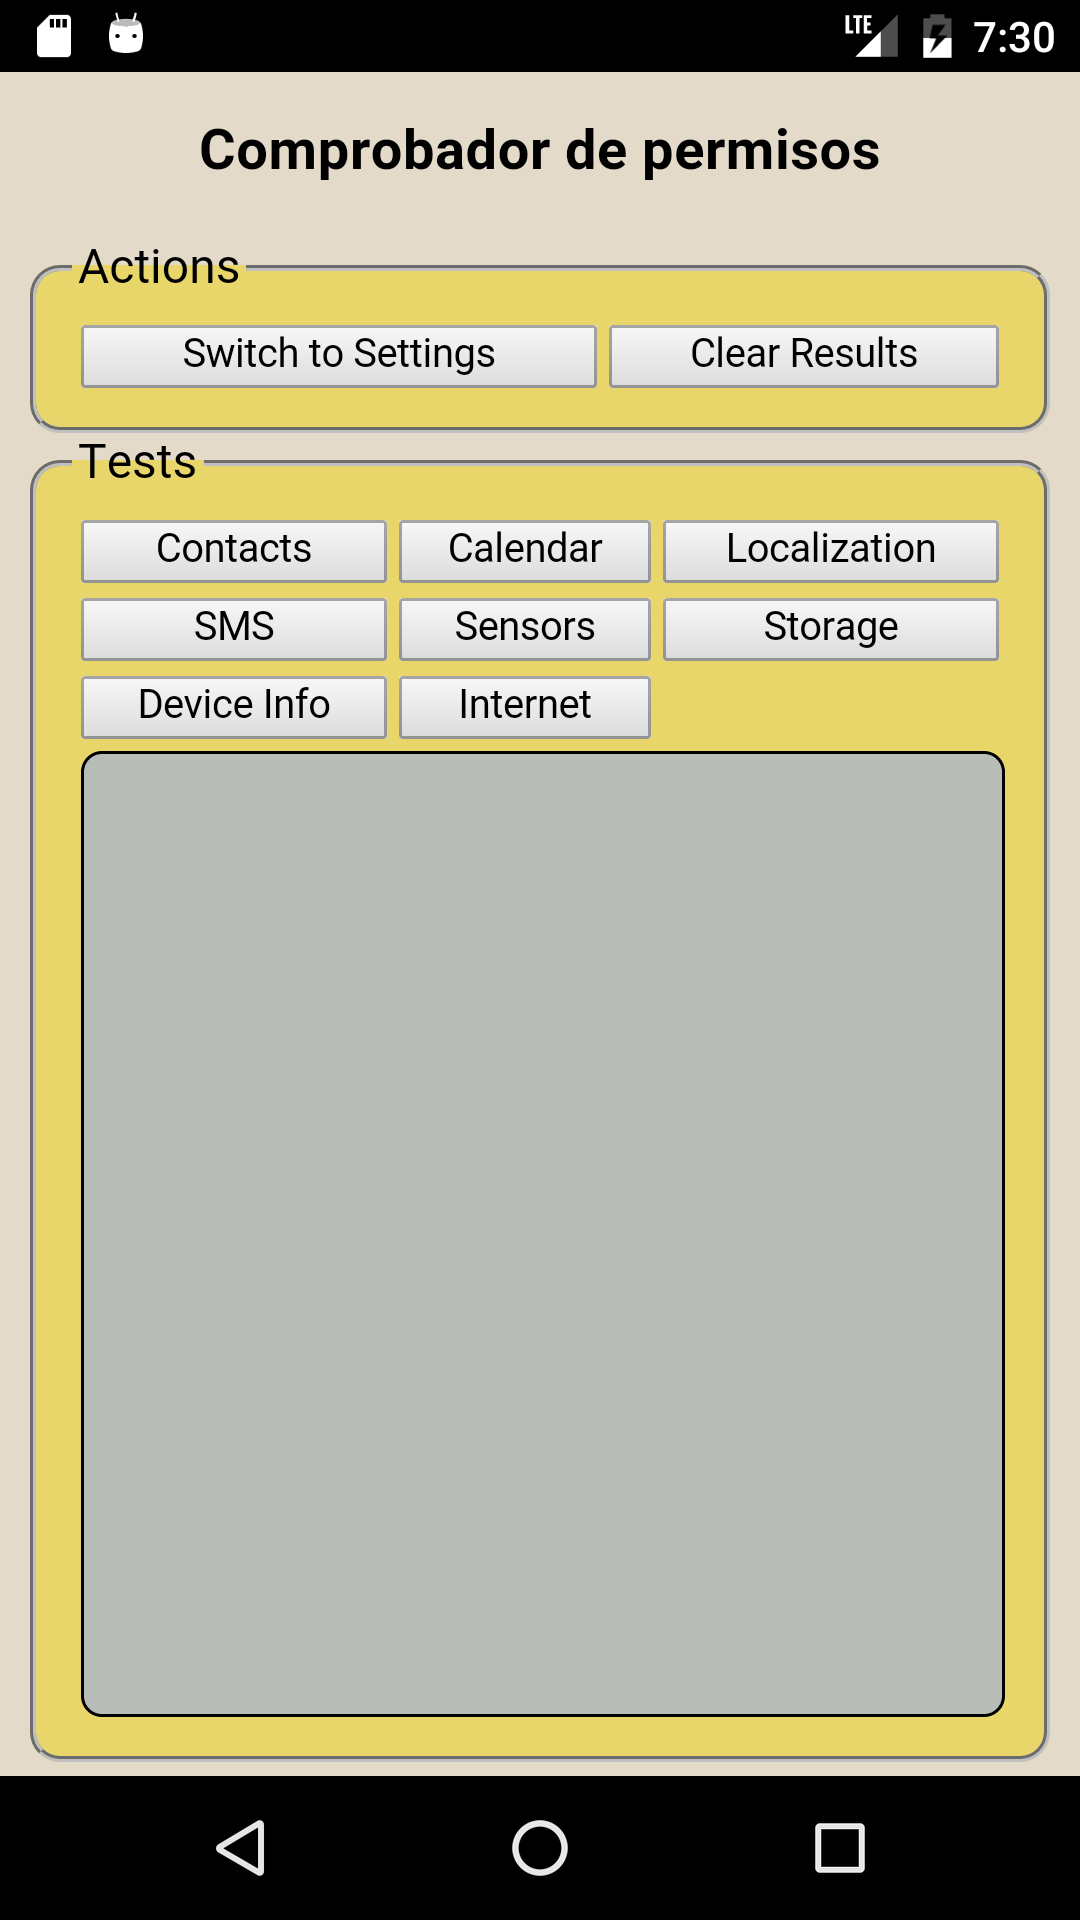 LTE 7:30
Comprobador de permisos
Actions
Switch to Settings Clear Results
Tests
Contacts Calendar Localization
SMS Sensors Storage
Device Info Internet